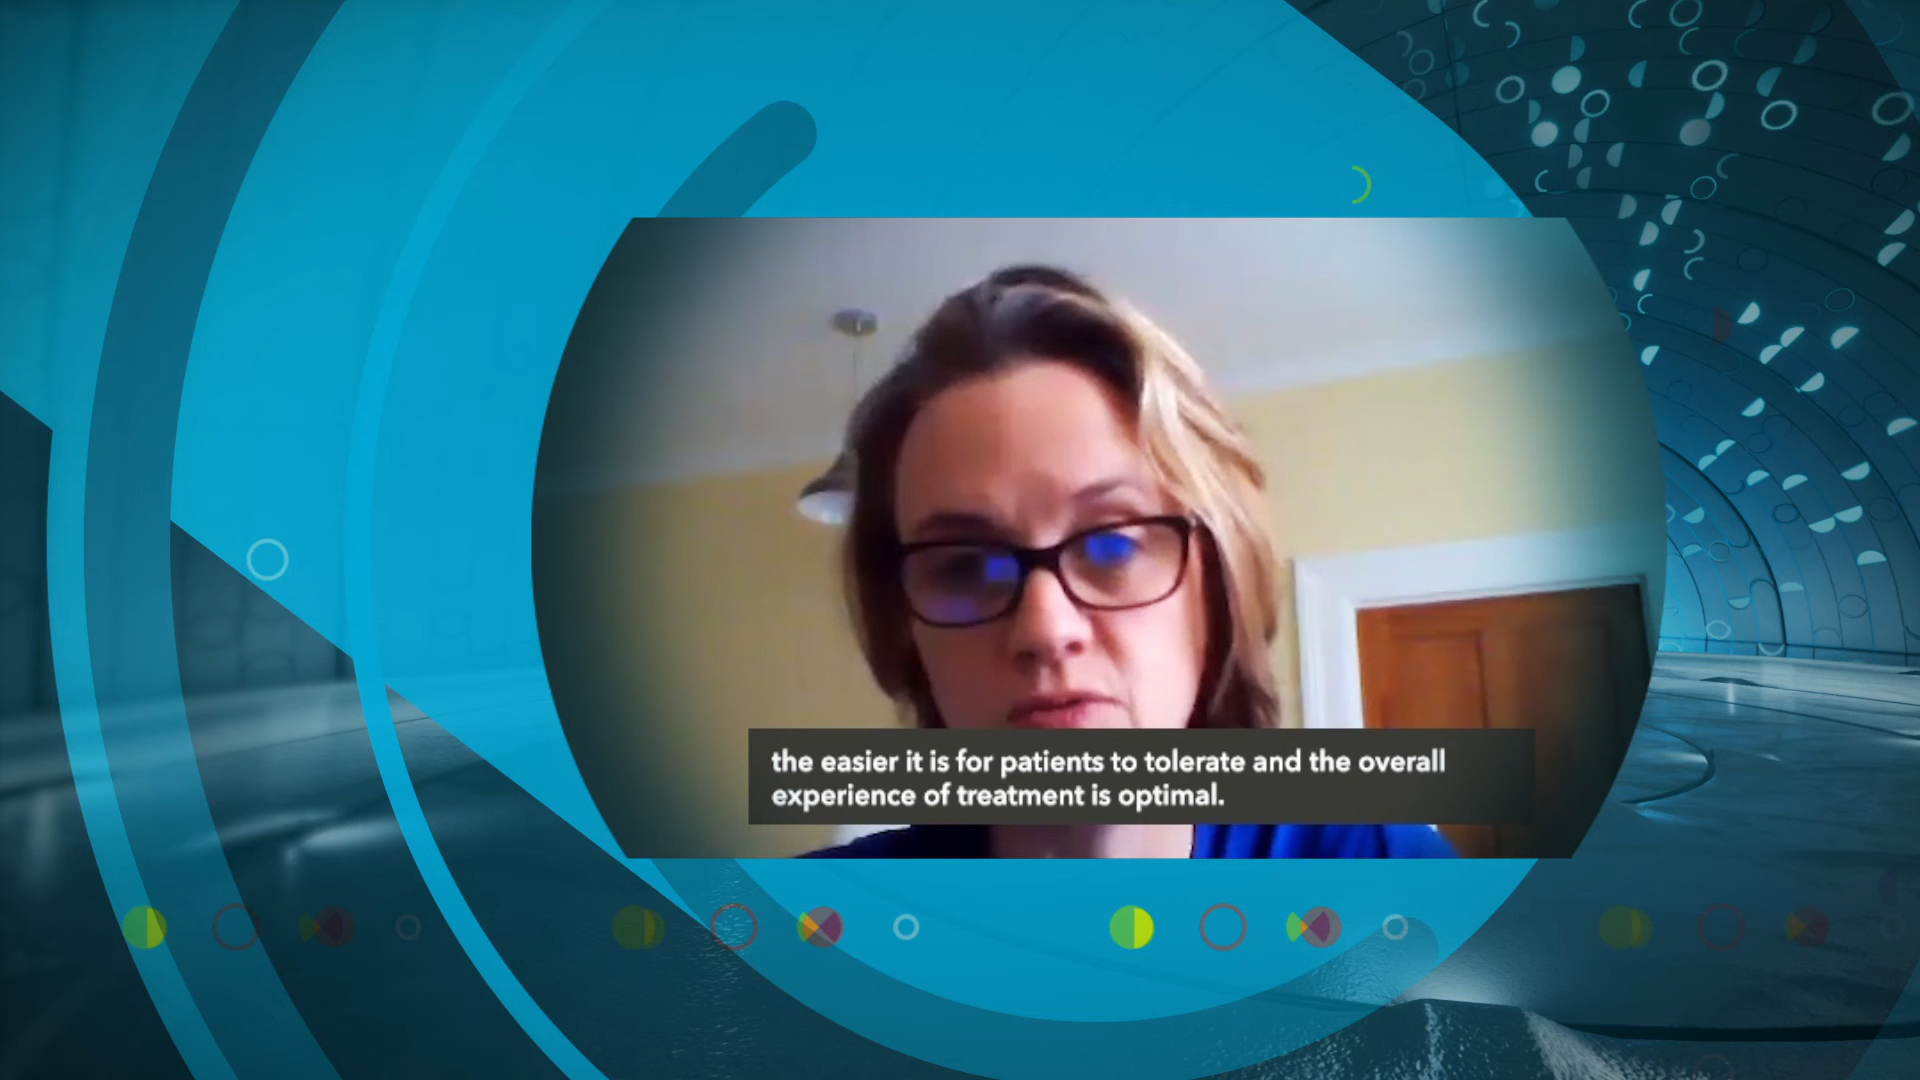 the easier it is for patients to tolerate and the overall
experience of treatment is optimal.